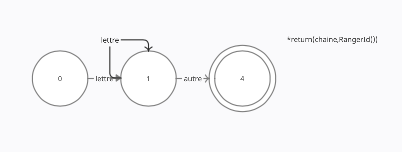 lettre
*return(chaine,RangerId())
0
lettre
1
autre
4